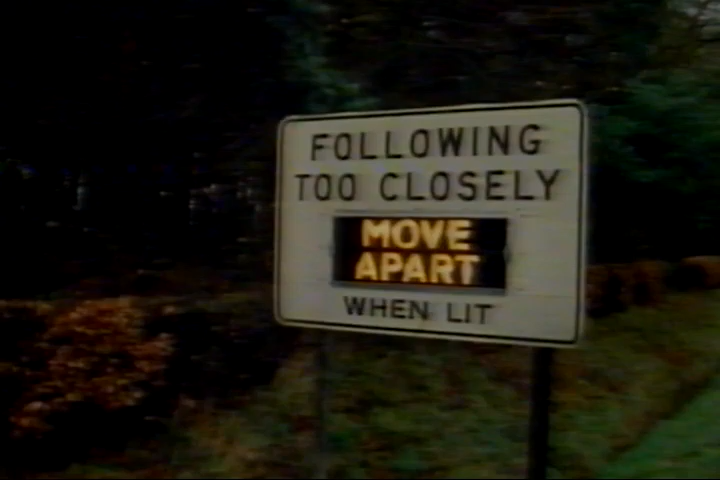 FOLLOWING
TOO CLOSELY
MOVE
APART
WHEN LIT